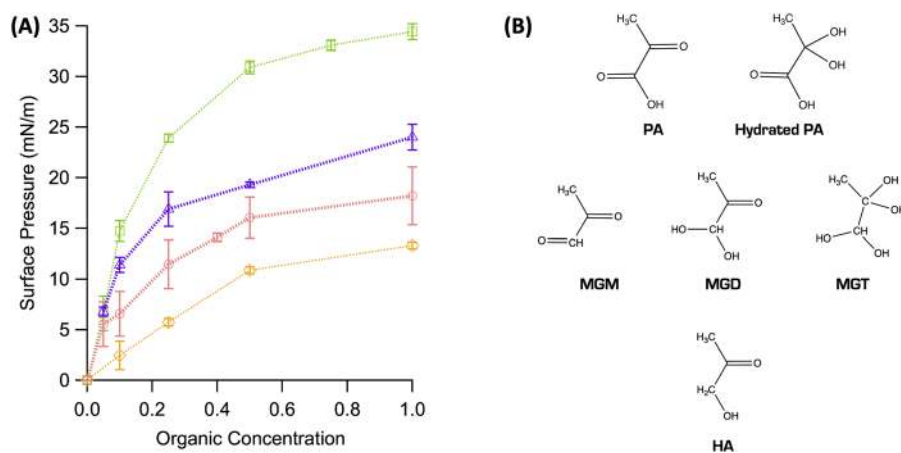 (A)
35
30
25
20
15
10
5
0
Surface Pressure (mN/m)
0.0 0.2 0.4 0.6 0.8 1.0
Organic Concentration
(B)
H₃C
O
O
OH
PA
H₃C
OH
O
OH
OH
Hydrated PA
H₃C
O
O
MGM
H₃C
O
HO
CH
OH
MGD
H₃C
OH
C
OH
HO
CH
OH
MGT
H₃C
O
H₂C
OH
HA